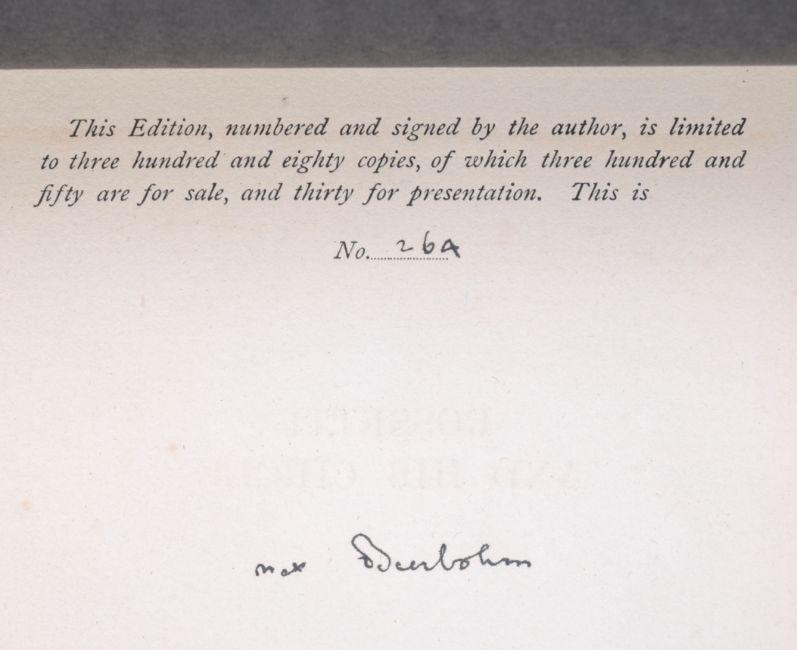 This Edition, numbered and signed by the author, is limited
to three hundred and eighty copies, of which three hundred and
fifty are for sale, and thirty for presentation. This is
No. 264
max Beerbohm